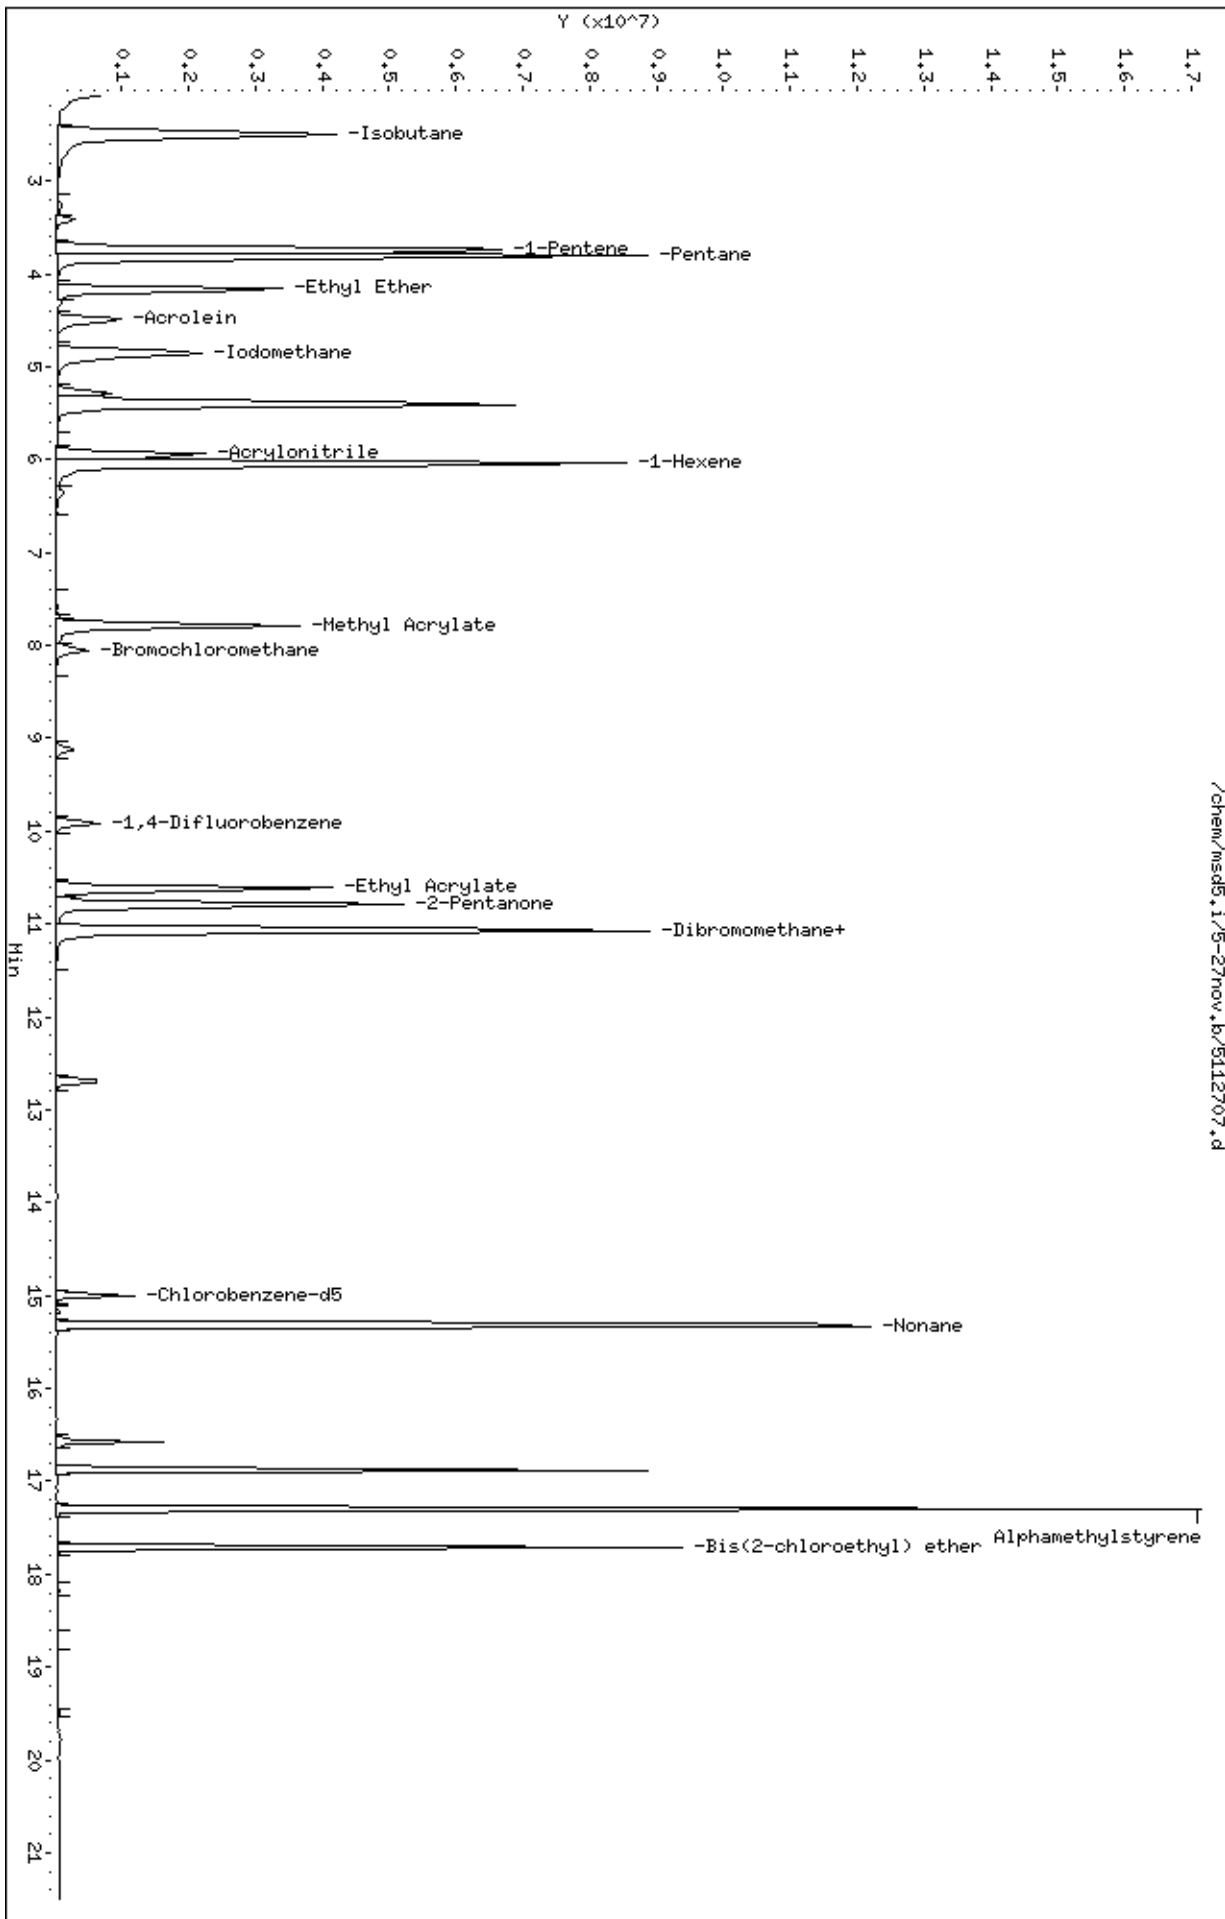 Y (x10^7)
0.1
0.2
0.3
0.4
0.5
0.6
0.7
0.8
0.9
1.0
1.1
1.2
1.3
1.4
1.5
1.6
1.7
-Isobutane
-1-Pentene
-Pentane
-Ethyl Ether
-Acrolein
-Iodomethane
-Acrylonitrile
-1-Hexene
-Methyl Acrylate
-Bromochloromethane
-1,4-Difluorobenzene
-Ethyl Acrylate
-2-Pentanone
-Dibromomethane+
-Chlorobenzene-d5
-Nonane
Alphamethylstyrene
-Bis(2-chloroethyl) ether
3
4
5
6
7
8
9
10
11
12
13
14
15
16
17
18
19
20
21
Min
/chem/msd5.i/5-27nov.b/5112707.d